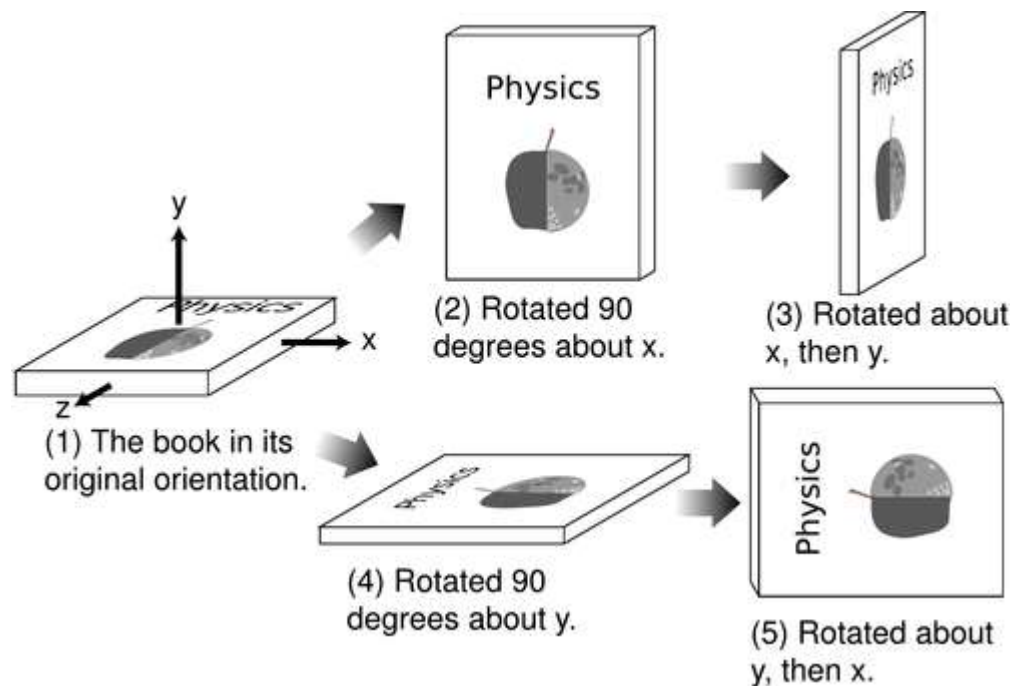 Physics
Physics
y
Physics
x
z
(2) Rotated 90
degrees about x.
(3) Rotated about
x, then y.
(1) The book in its
original orientation.
Physics
Physics
(4) Rotated 90
degrees about y.
(5) Rotated about
y, then x.